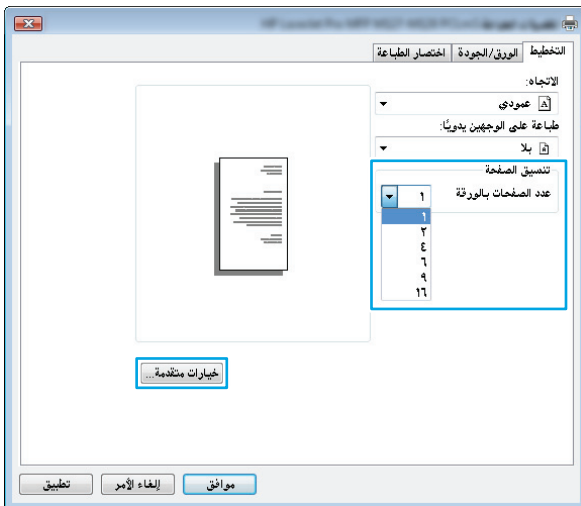 التخطيط الورق/الجودة اختصار الطباعة
الاتجاه:
عمودي
طباعة على الوجهين يدويًا:
بلا
تنسيق الصفحة
عدد الصفحات بالورقة ١
١
٢
٤
٦
٩
١٦
خيارات متقدمة...
موافق إلغاء الأمر تطبيق